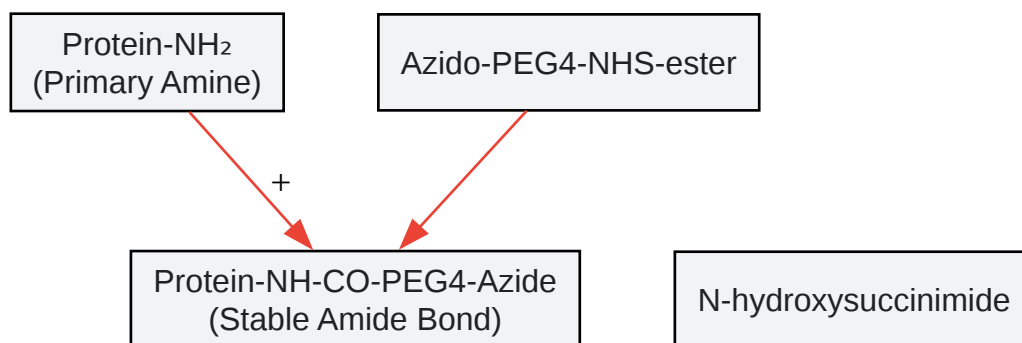 Protein-NH₂
(Primary Amine)
Azido-PEG4-NHS-ester
+
Protein-NH-CO-PEG4-Azide
(Stable Amide Bond)
N-hydroxysuccinimide